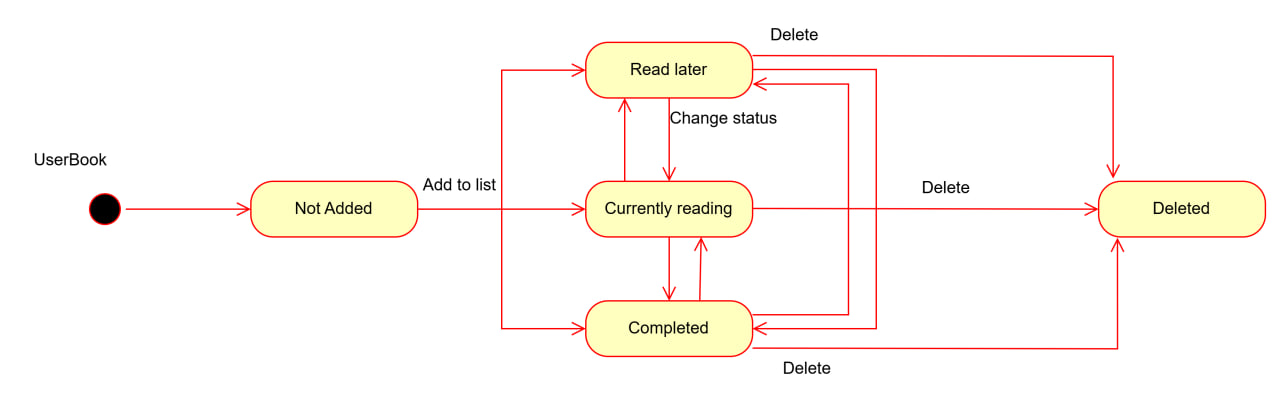 Delete
Read later
Change status
UserBook
Add to list
Delete
Not Added
Currently reading
Deleted
Completed
Delete